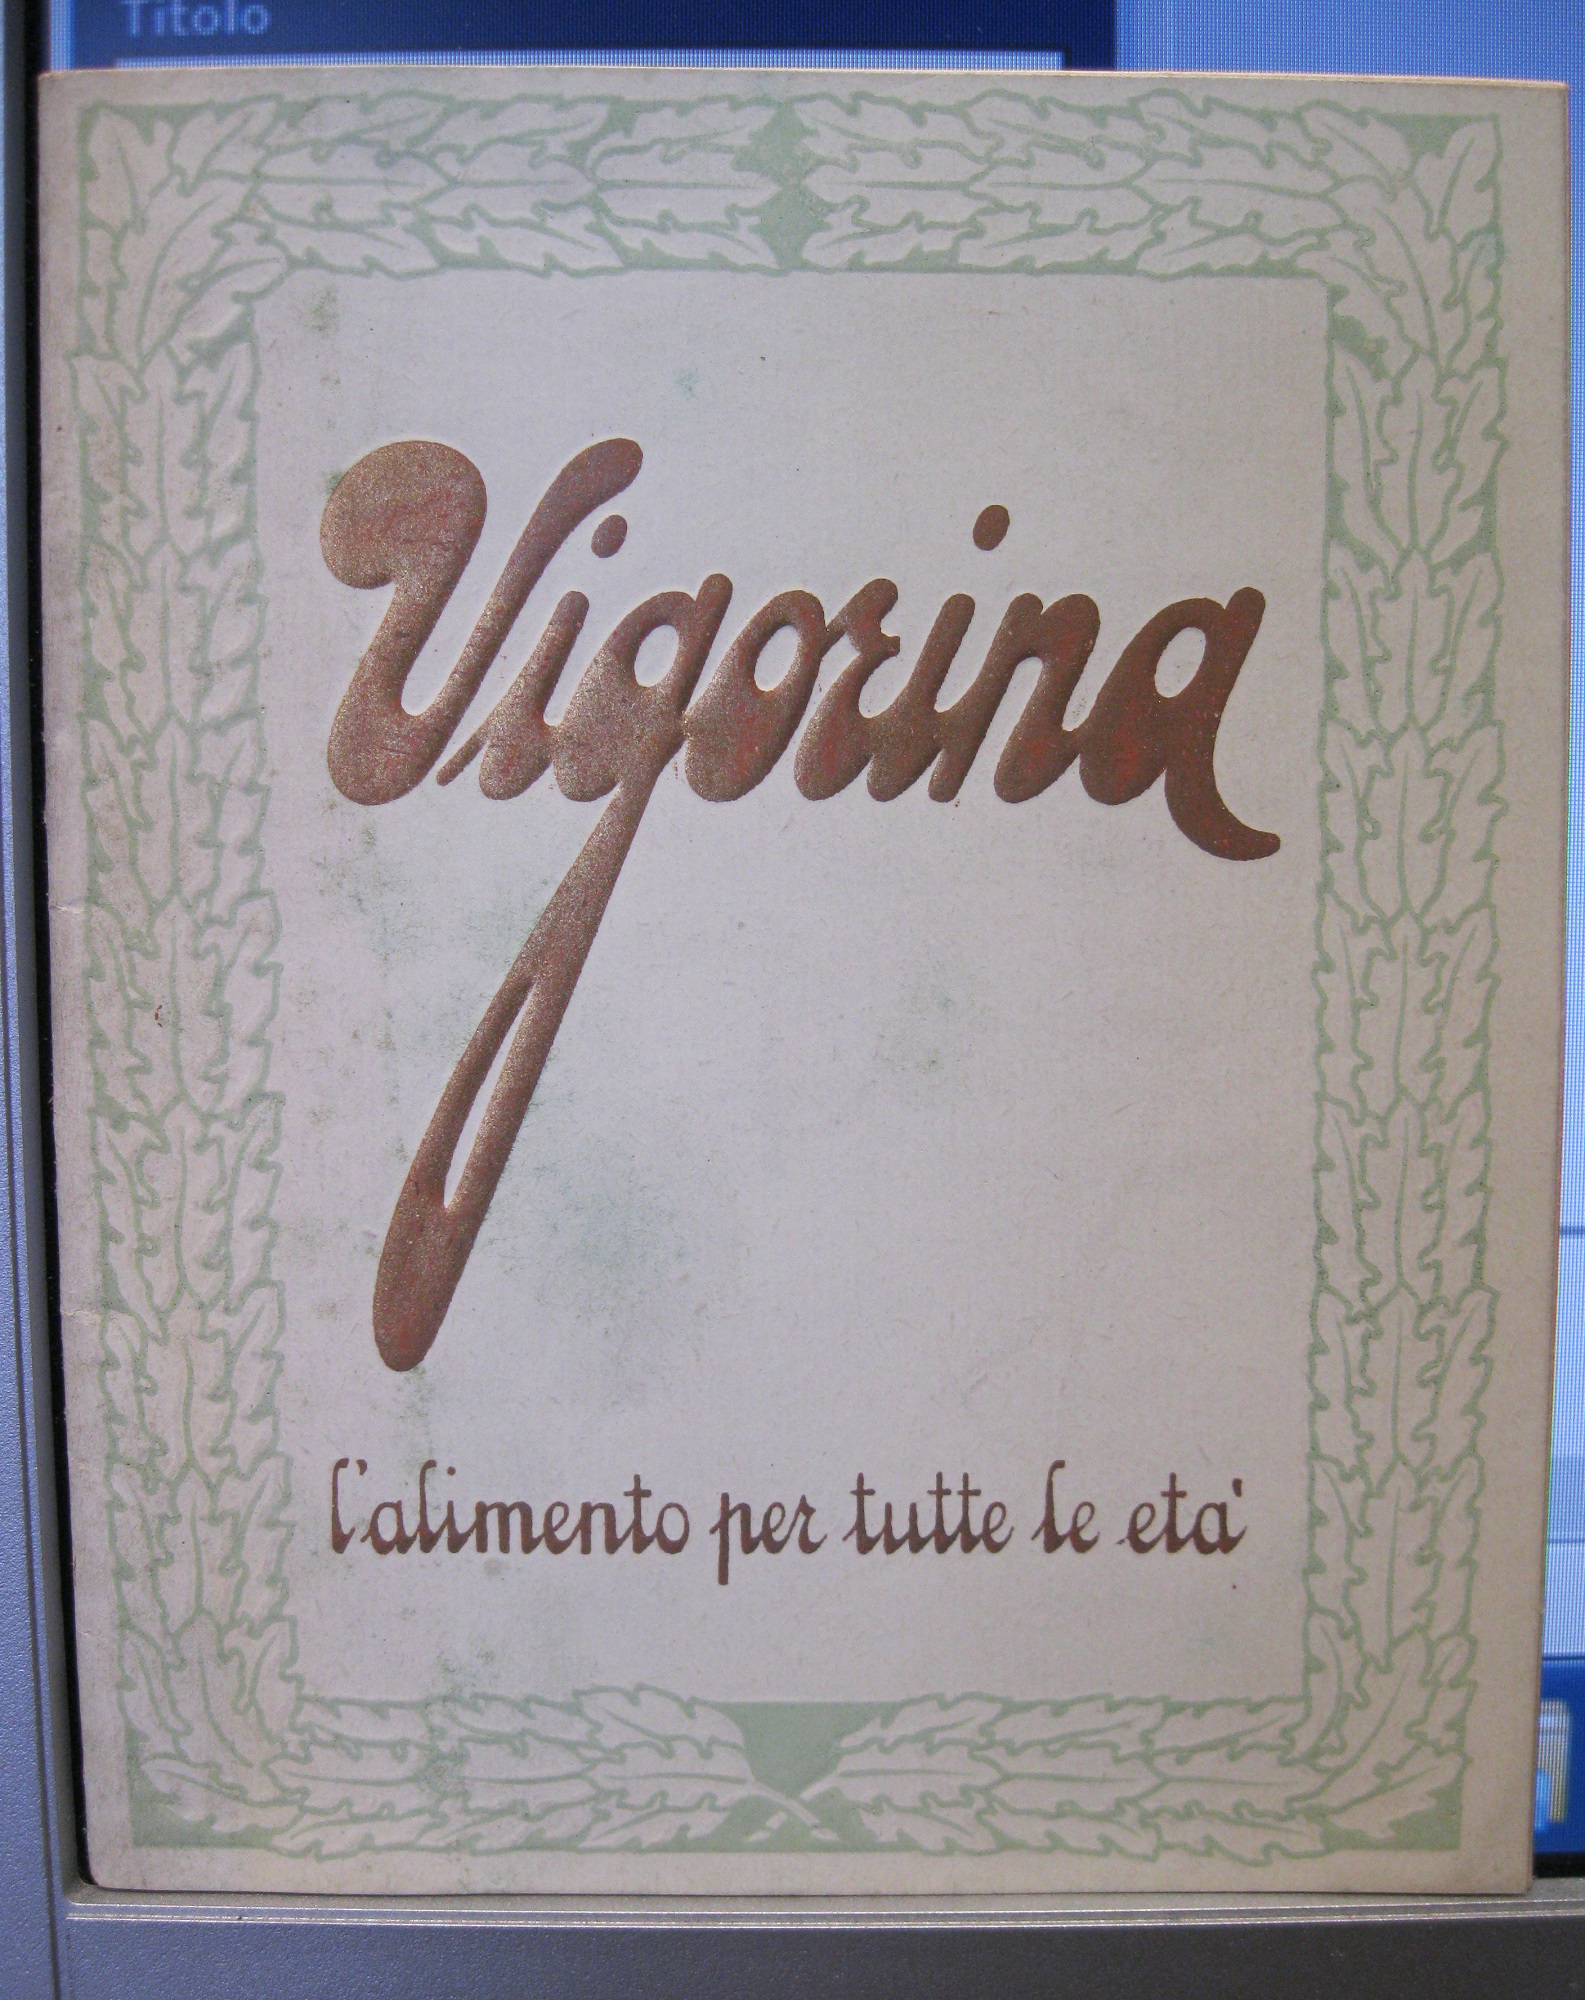 Titolo
Vigorina
l'alimento per tutte le eta'